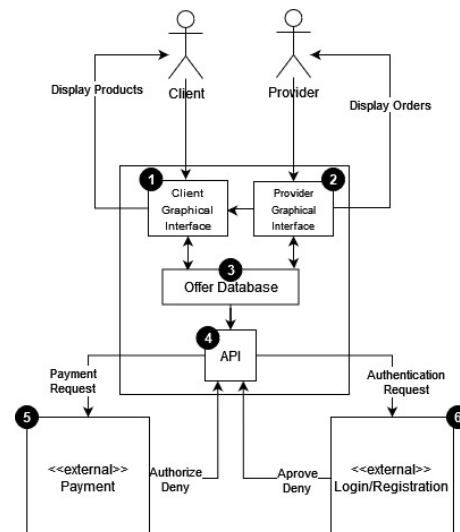 Client
Provider
Display Products
Display Orders
1
Client
Graphical
Interface
2
Provider
Graphical
Interface
3
Offer Database
4
API
Payment
Request
Authentication
Request
5
<<external>>
Payment
Authorize
Deny
Aprove
Deny
6
<<external>>
Login/Registration